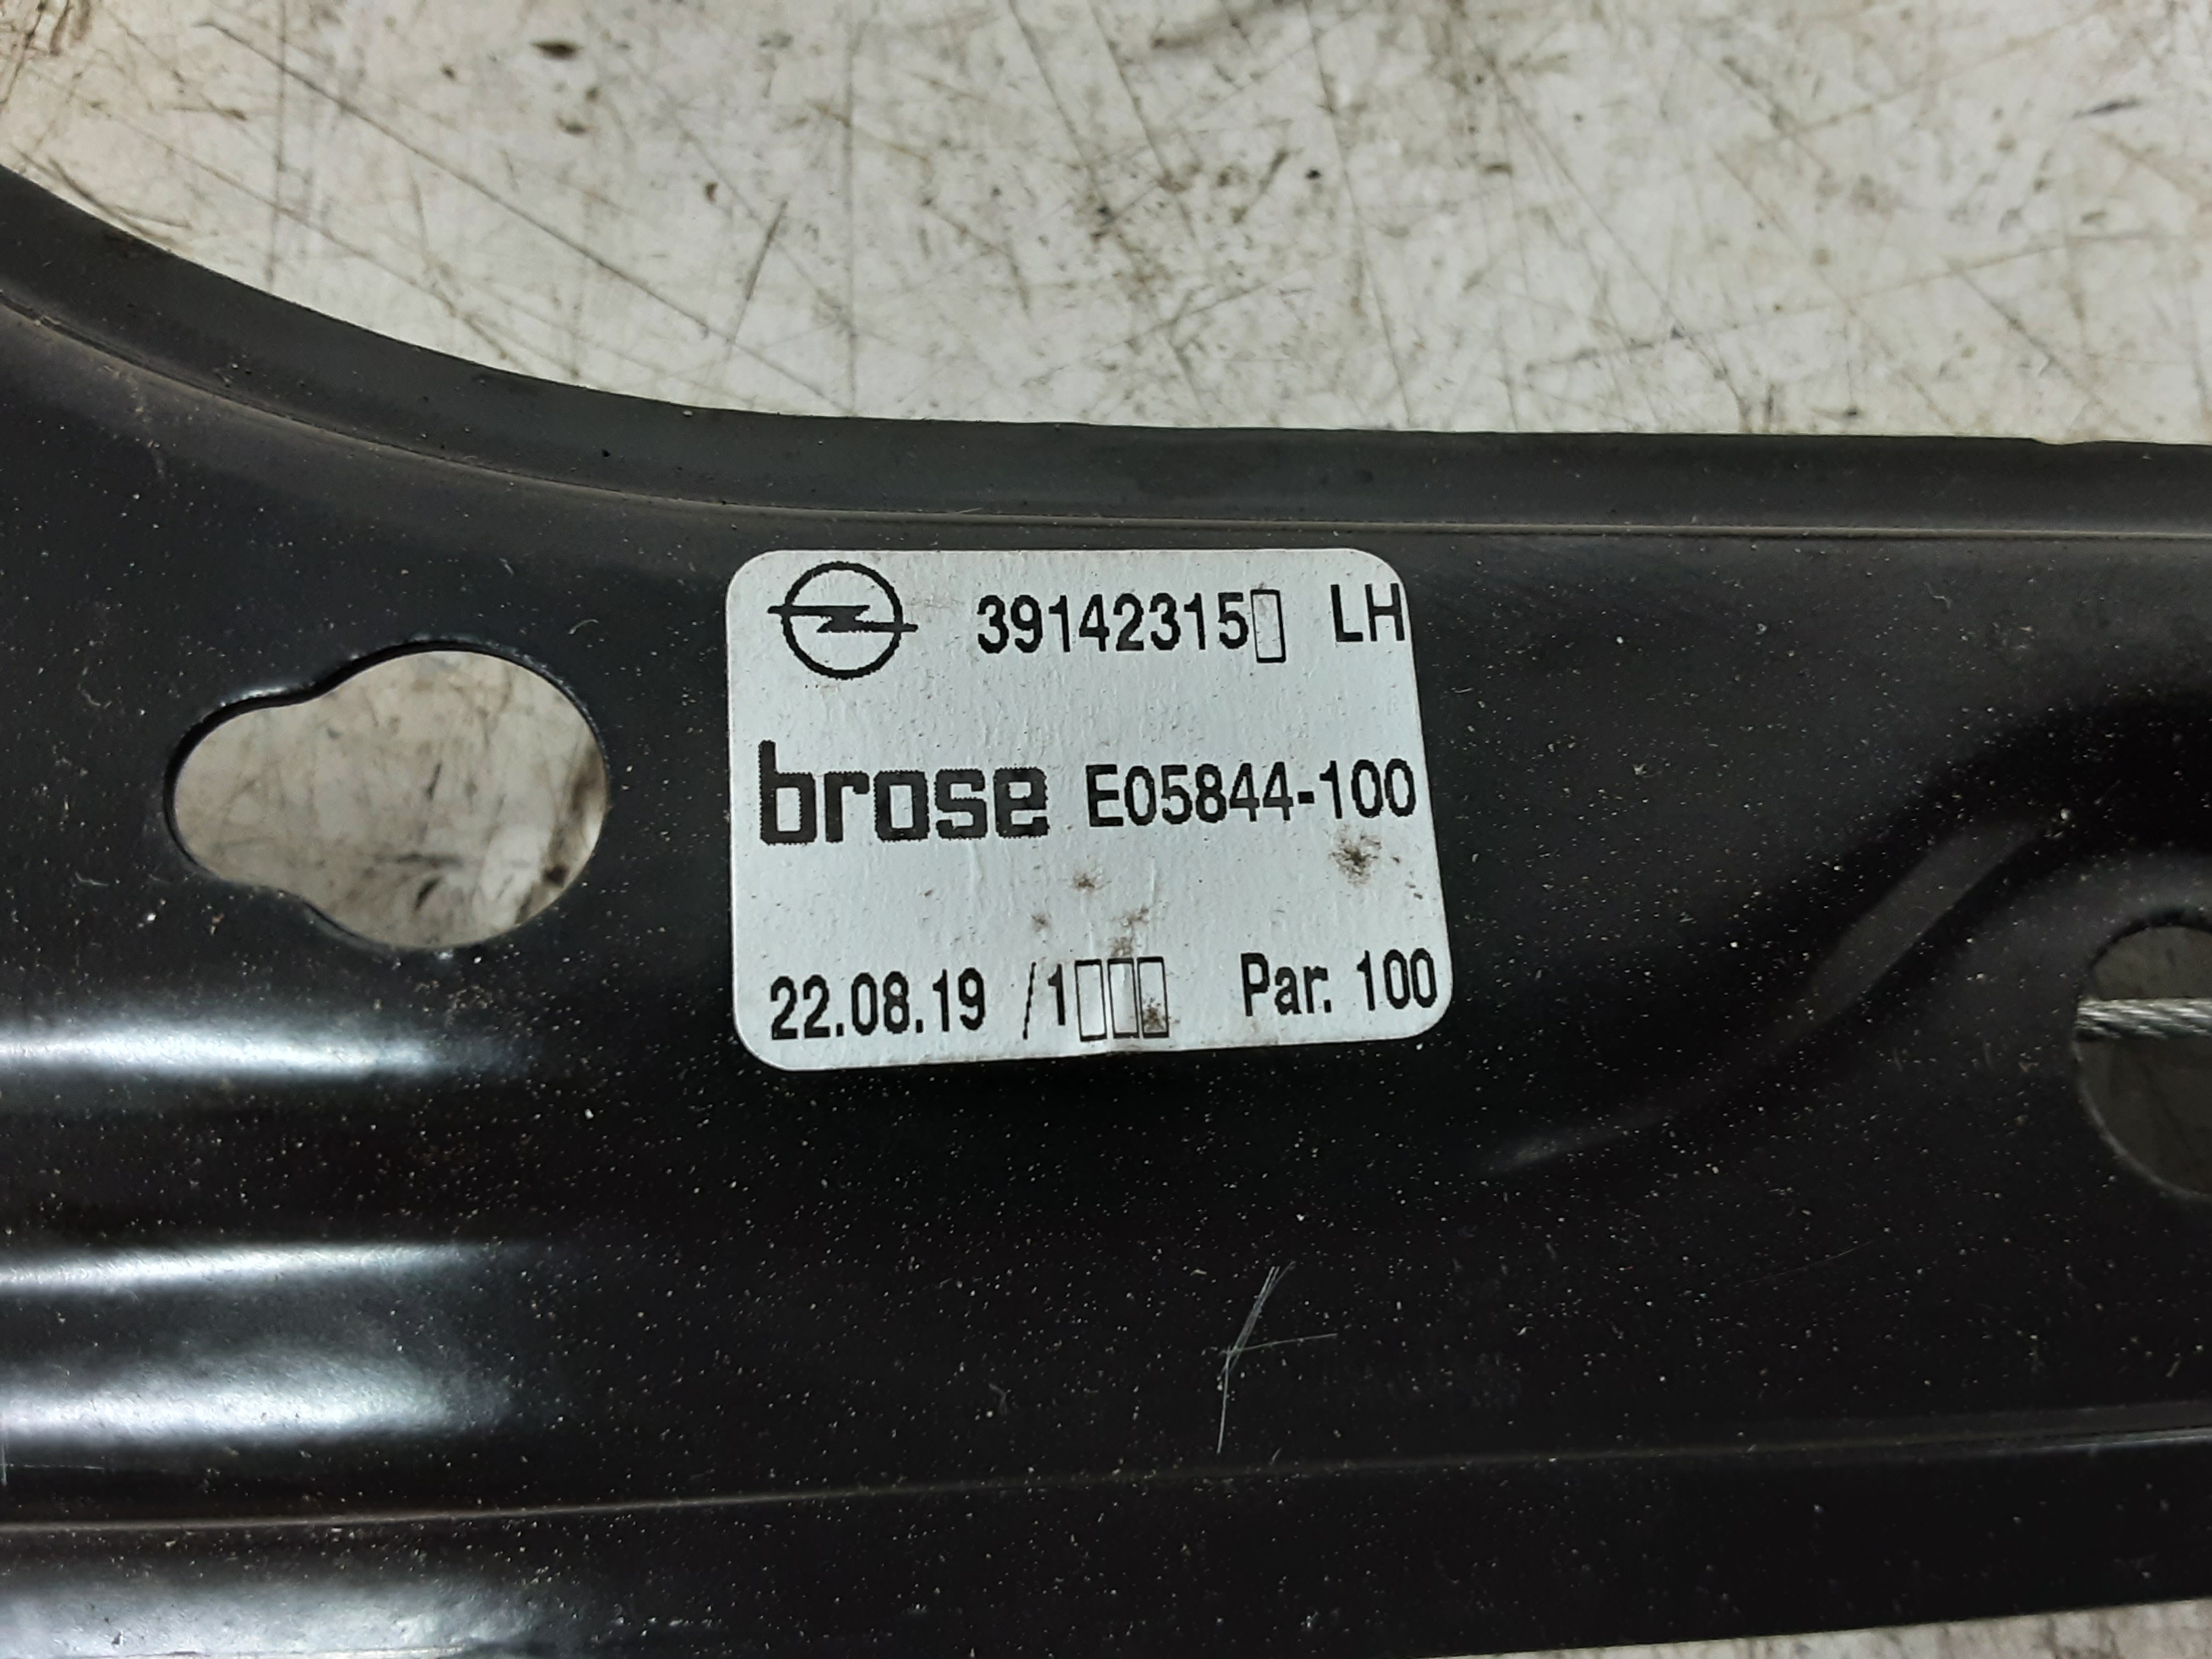 39142315▯ LH
brose E05844-100
22.08.19 /1▯▯▯ Par. 100